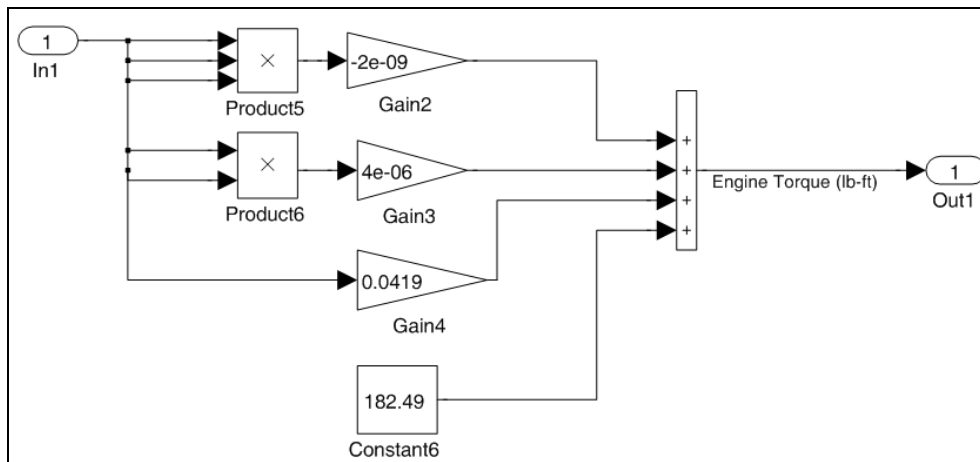 1
In1
×
Product5
-2e-09
Gain2
×
Product6
4e-06
Gain3
0.0419
Gain4
182.49
Constant6
+
+
+
+
Engine Torque (lb-ft)
1
Out1